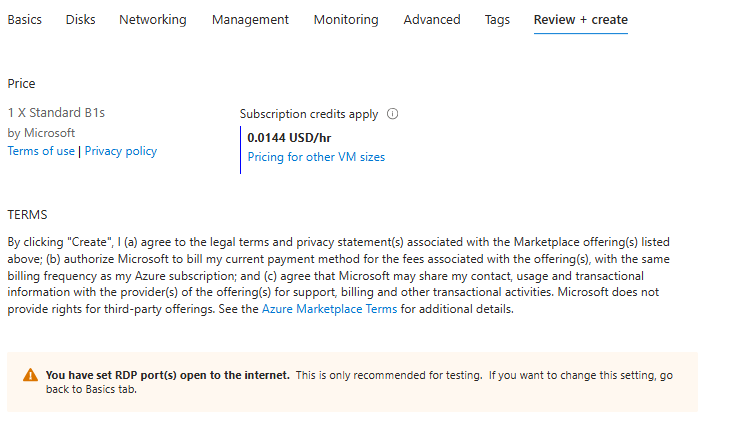 Basics Disks Networking Management Monitoring Advanced Tags Review + create
Price
1 X Standard B1s
by Microsoft
Terms of use | Privacy policy
Subscription credits apply
0.0144 USD/hr
Pricing for other VM sizes
TERMS
By clicking "Create", I (a) agree to the legal terms and privacy statement(s) associated with the Marketplace offering(s) listed
above; (b) authorize Microsoft to bill my current payment method for the fees associated with the offering(s), with the same
billing frequency as my Azure subscription; and (c) agree that Microsoft may share my contact, usage and transactional
information with the provider(s) of the offering(s) for support, billing and other transactional activities. Microsoft does not
provide rights for third-party offerings. See the Azure Marketplace Terms for additional details.
You have set RDP port(s) open to the internet. This is only recommended for testing. If you want to change this setting, go
back to Basics tab.